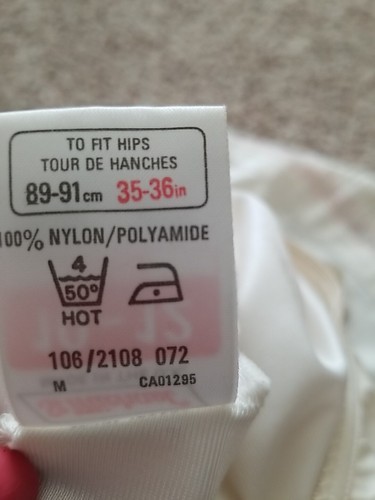 TO FIT HIPS
TOUR DE HANCHES
89-91cm 35-36in
100% NYLON/POLYAMIDE
4
50°
HOT
106/2108 072
M CA01295